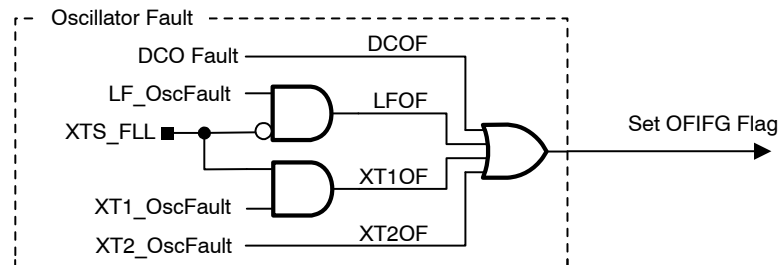 Oscillator Fault
DCO Fault DCOF
LF_OscFault LFOF
XTS_FLL Set OFIFG Flag
XT1OF
XT1_OscFault
XT2_OscFault XT2OF